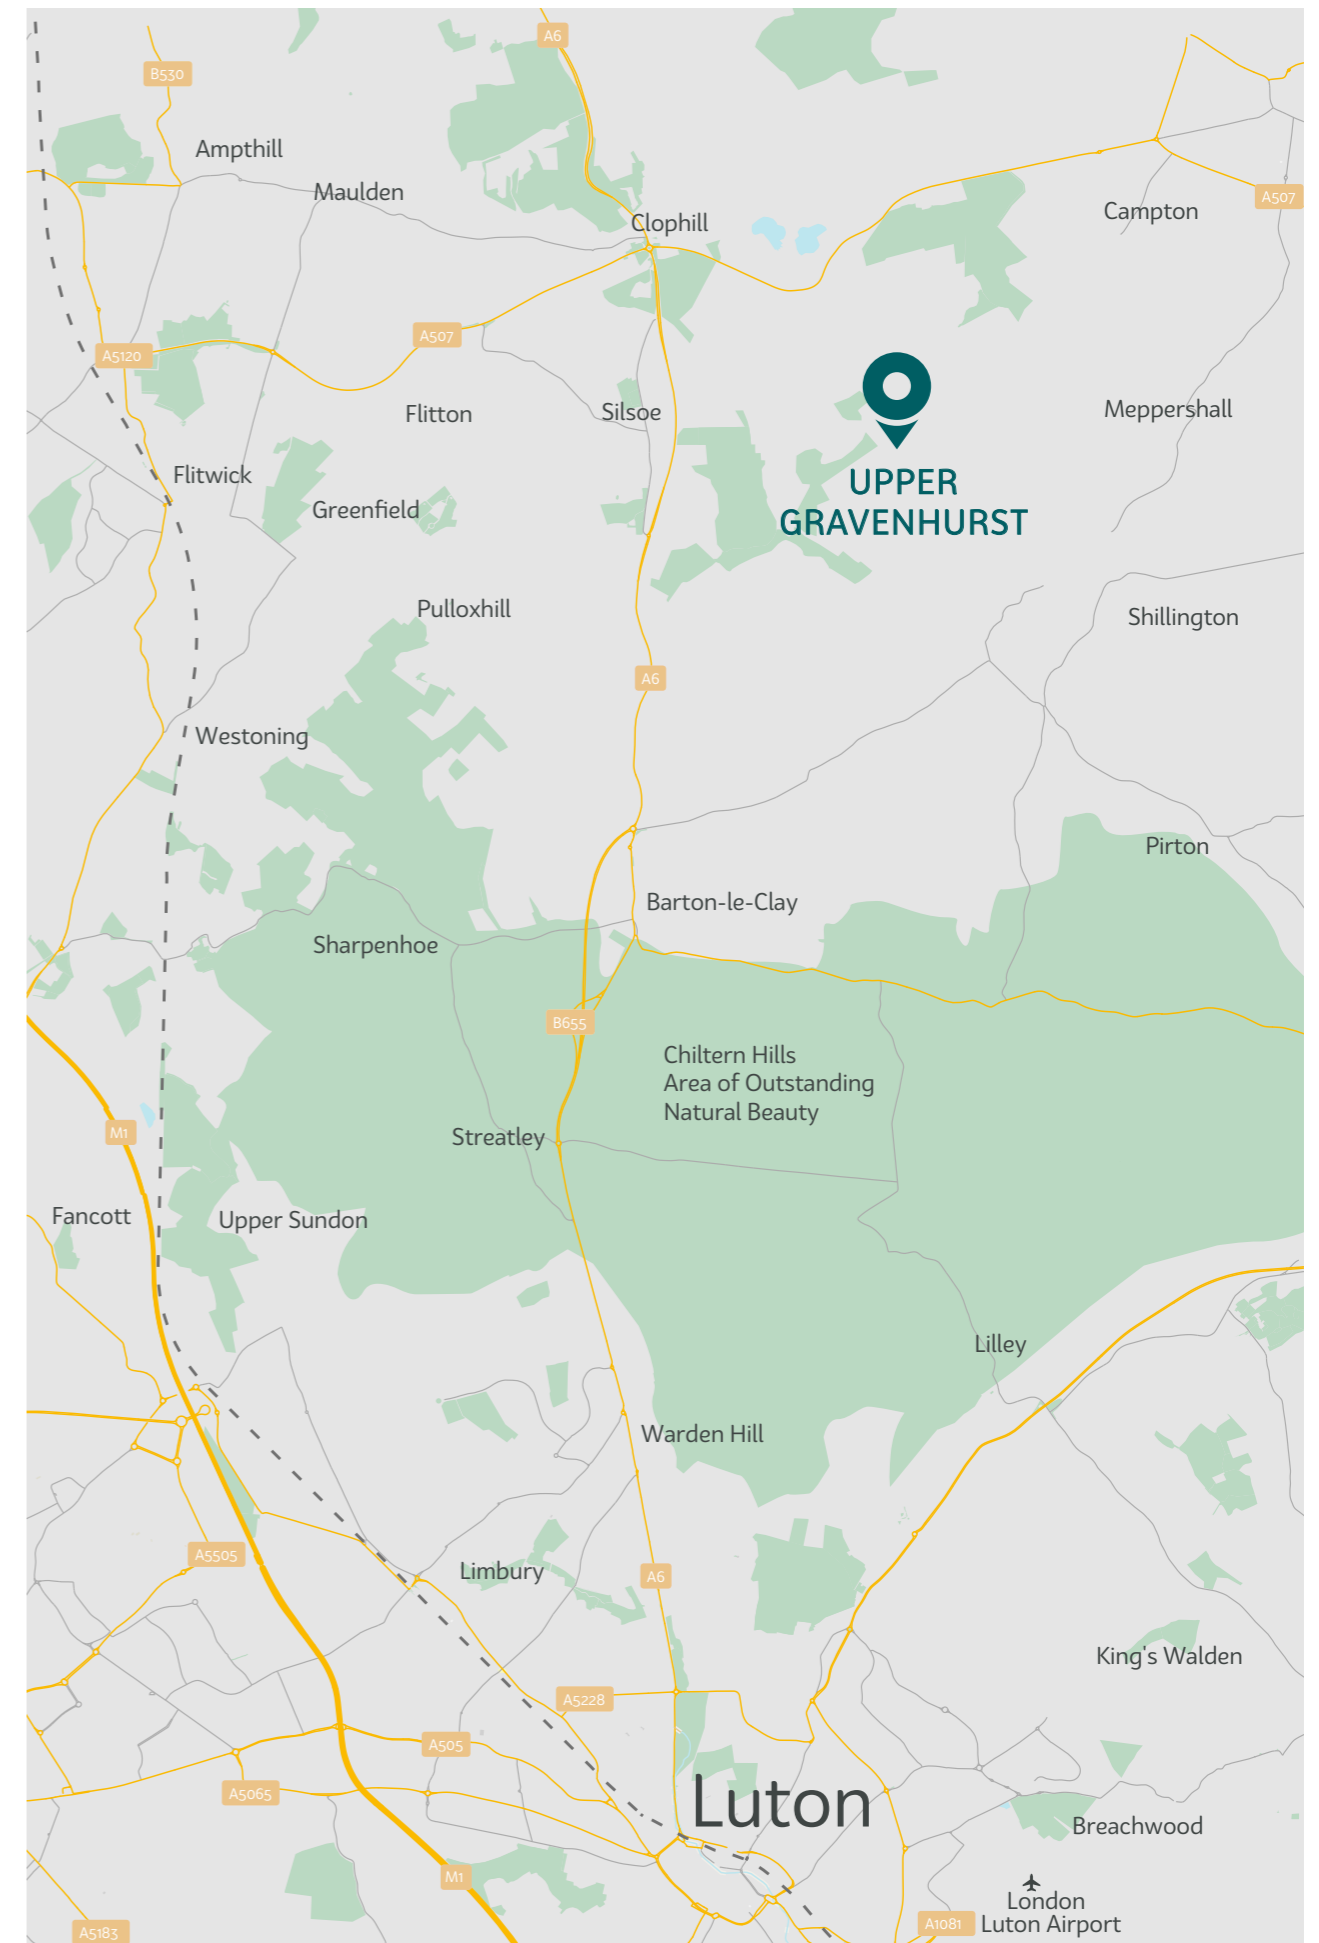 A6
B530
Ampthill
Maulden
A507
Campton
Clophill
A507
A5120
Flitton
Silsoe
Meppershall
Flitwick
UPPER
GRAVENHURST
Greenfield
Pulloxhill
Shillington
A6
Westoning
Pirton
Barton-le-Clay
Sharpenhoe
B655
Chiltern Hills
Area of Outstanding
Natural Beauty
M1
Streatley
Fancott
Upper Sundon
Lilley
Warden Hill
A5505
Limbury
A6
King's Walden
A5228
A505
A5065
Luton
Breachwood
M1
London
Luton Airport
A1081
A5183